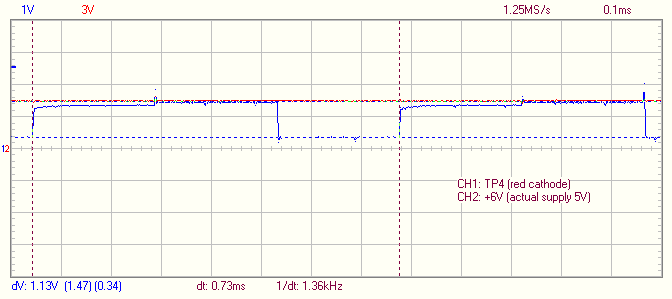 1V 3V 1.25MS/s 0.1ms
12
CH1: TP4 (red cathode)
CH2: +6V (actual supply 5V)
dV: 1.13V (1.47) (0.34) dt: 0.73ms 1/dt: 1.36kHz